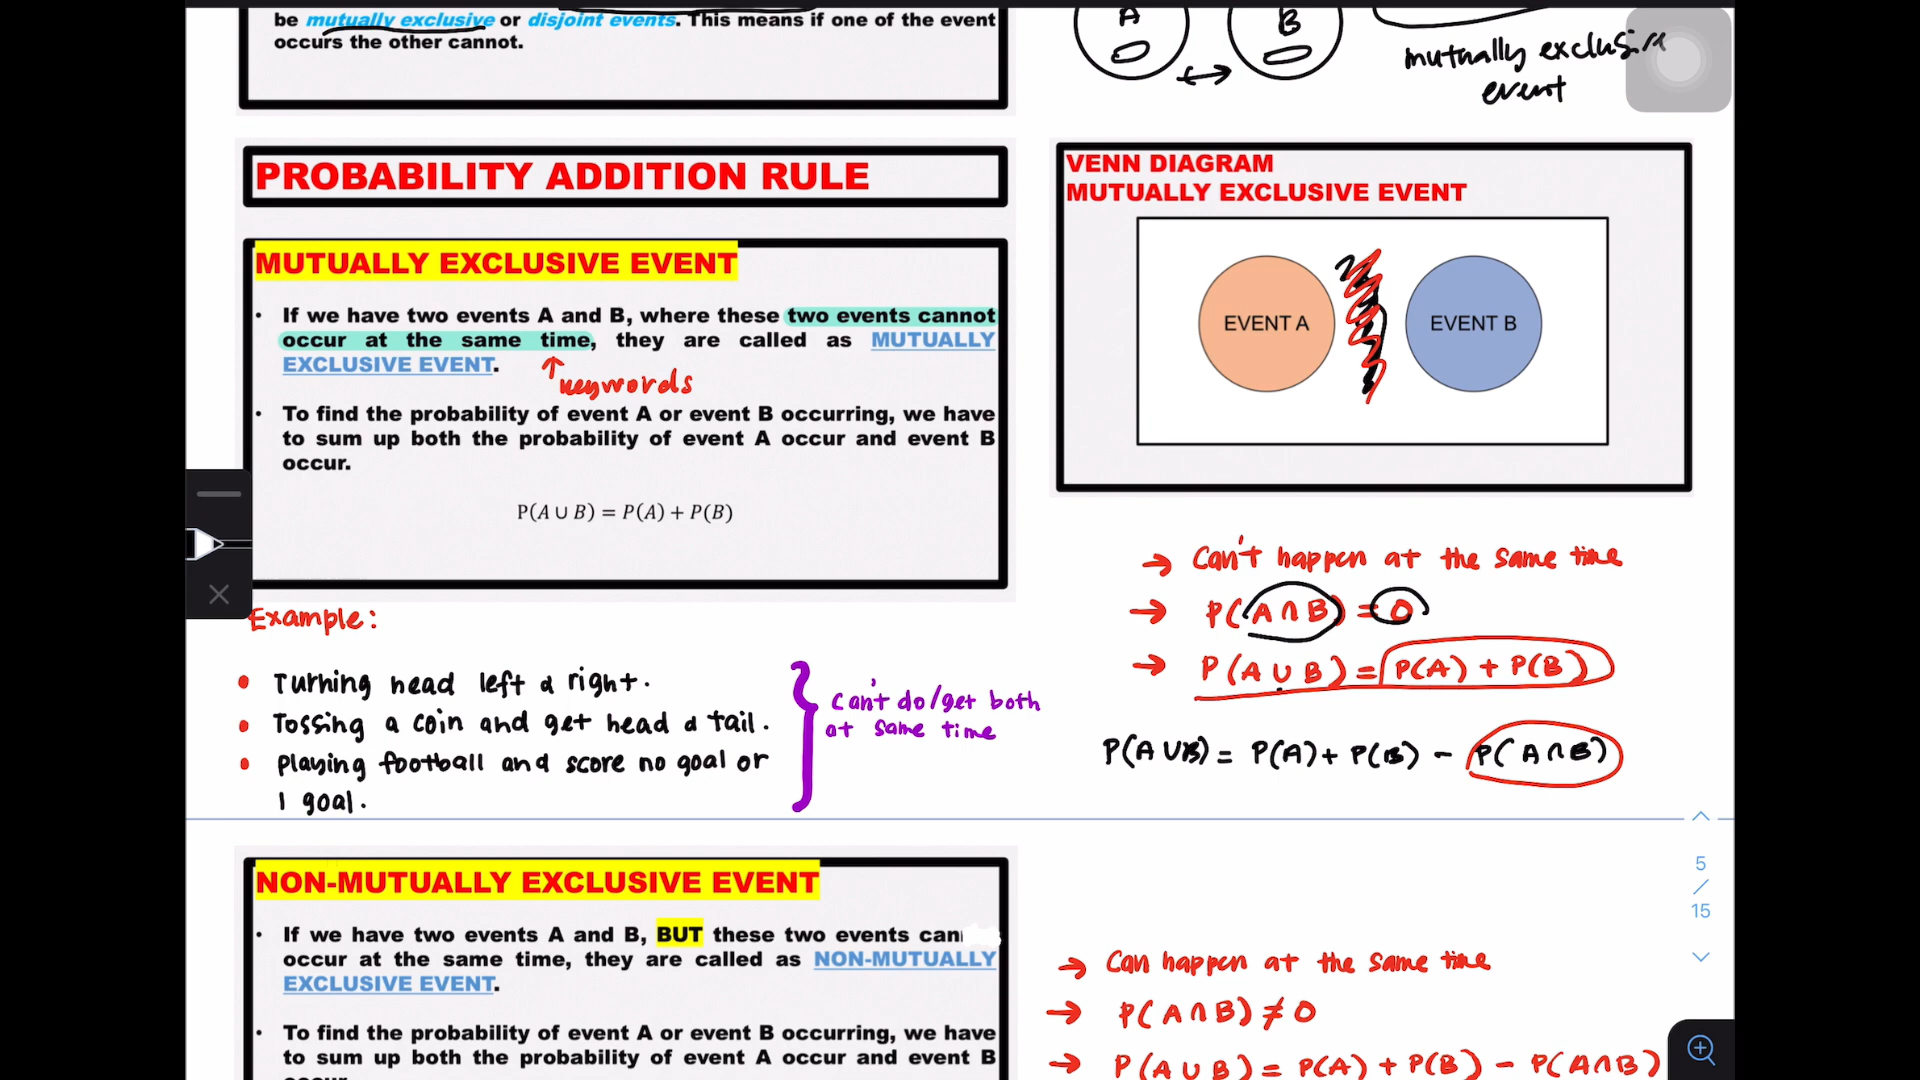 be mutually exclusive or disjoint events. This means if one of the event
occurs the other cannot.
A B
mutually exclusive
event
PROBABILITY ADDITION RULE
MUTUALLY EXCLUSIVE EVENT
• If we have two events A and B, where these two events cannot
occur at the same time, they are called as MUTUALLY
EXCLUSIVE EVENT.
keywords
• To find the probability of event A or event B occurring, we have
to sum up both the probability of event A occur and event B
occur.
P(A ∪ B) = P(A) + P(B)
VENN DIAGRAM
MUTUALLY EXCLUSIVE EVENT
EVENT A
EVENT B
→ Can't happen at the same time
→ P(A∩B) = 0
→ P(A∪B) = P(A) + P(B)
P(A∪B) = P(A) + P(B) - P(A∩B)
Example:
• Turning head left & right.
• Tossing a coin and get head & tail.
• Playing football and score no goal or
1 goal.
Can't do/get both
at same time
NON-MUTUALLY EXCLUSIVE EVENT
• If we have two events A and B, BUT these two events can
occur at the same time, they are called as NON-MUTUALLY
EXCLUSIVE EVENT.
• To find the probability of event A or event B occurring, we have
to sum up both the probability of event A occur and event B
→ Can happen at the same time
→ P(A∩B) ≠ 0
→ P(A∪B) = P(A) + P(B) - P(A∩B)
5
/
15